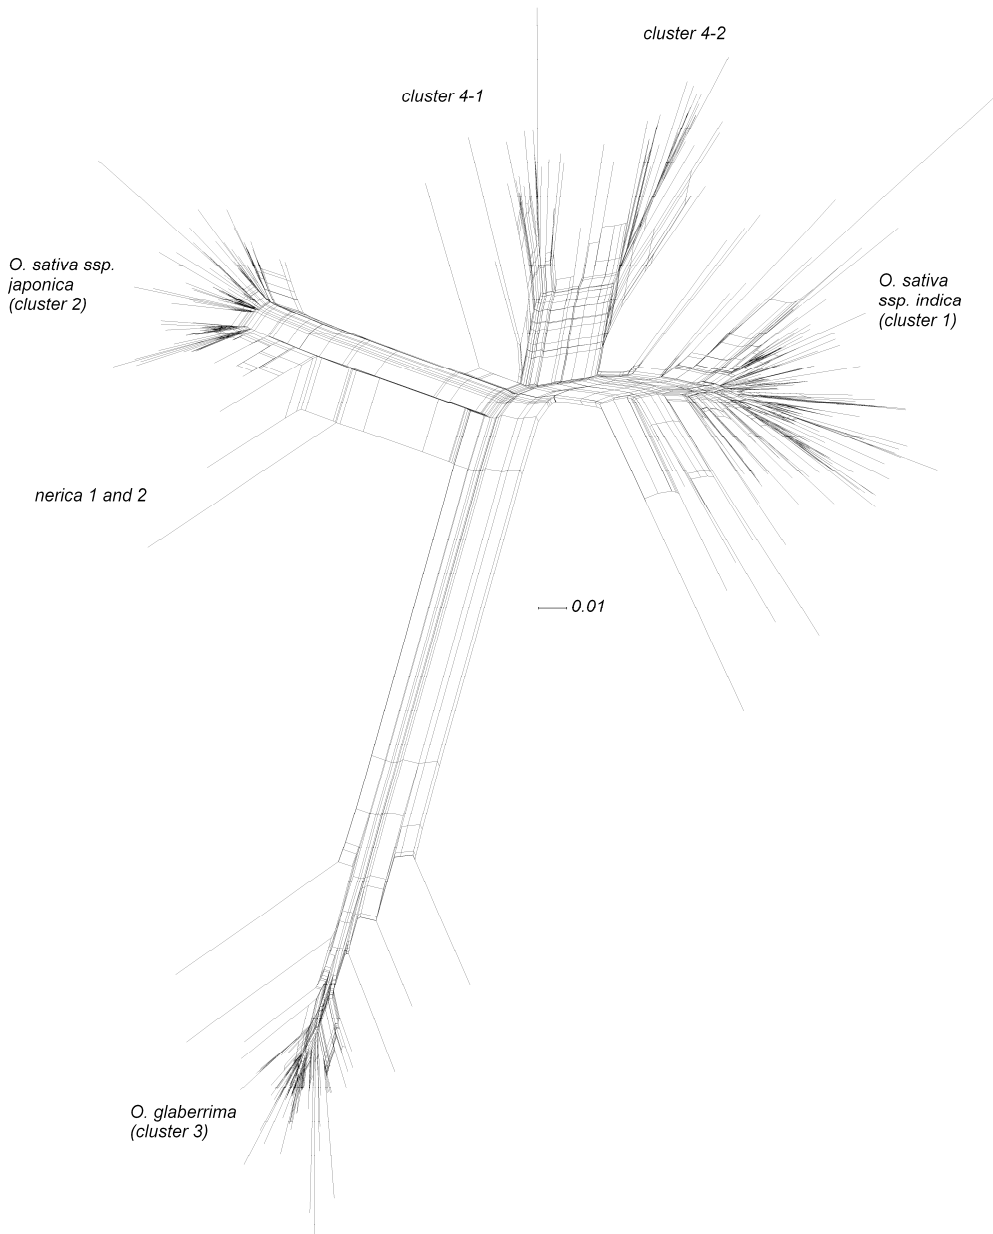 cluster 4-2
cluster 4-1
O. sativa ssp.
japonica
(cluster 2)
O. sativa
ssp. indica
(cluster 1)
nerica 1 and 2
0.01
O. glaberrima
(cluster 3)